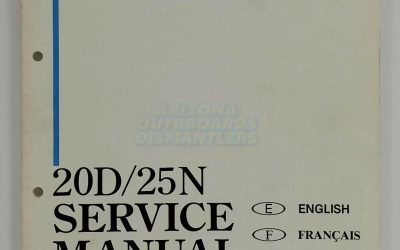 ARIZONA
OUTBOARDS
DISMANTLERS
20D/25N
SERVICE
MANUAL
E ENGLISH
F FRANÇAIS